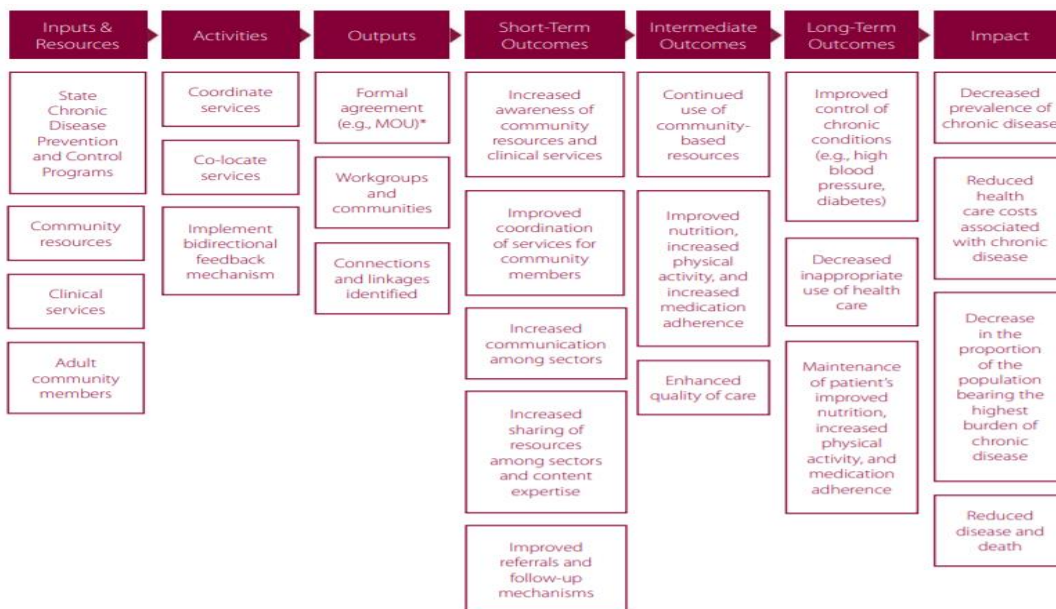 Inputs &
Resources
Activities
Outputs
Short-Term
Outcomes
Intermediate
Outcomes
Long-Term
Outcomes
Impact
State
Chronic
Disease
Prevention
and Control
Programs
Community
resources
Clinical
services
Adult
community
members
Coordinate
services
Co-locate
services
Implement
bidirectional
feedback
mechanism
Formal
agreement
(e.g., MOU)*
Workgroups
and
communities
Connections
and linkages
identified
Increased
awareness of
community
resources and
clinical services
Improved
coordination
of services for
community
members
Increased
communication
among sectors
Increased
sharing of
resources
among sectors
and content
expertise
Improved
referrals and
follow-up
mechanisms
Continued
use of
community-
based
resources
Improved
nutrition,
increased
physical
activity, and
increased
medication
adherence
Enhanced
quality of care
Improved
control of
chronic
conditions
(e.g., high
blood
pressure,
diabetes)
Decreased
inappropriate
use of health
care
Maintenance
of patient's
improved
nutrition,
increased
physical
activity, and
medication
adherence
Decreased
prevalence of
chronic disease
Reduced
health
care costs
associated
with chronic
disease
Decrease
in the
proportion
of the
population
bearing the
highest
burden of
chronic
disease
Reduced
disease and
death